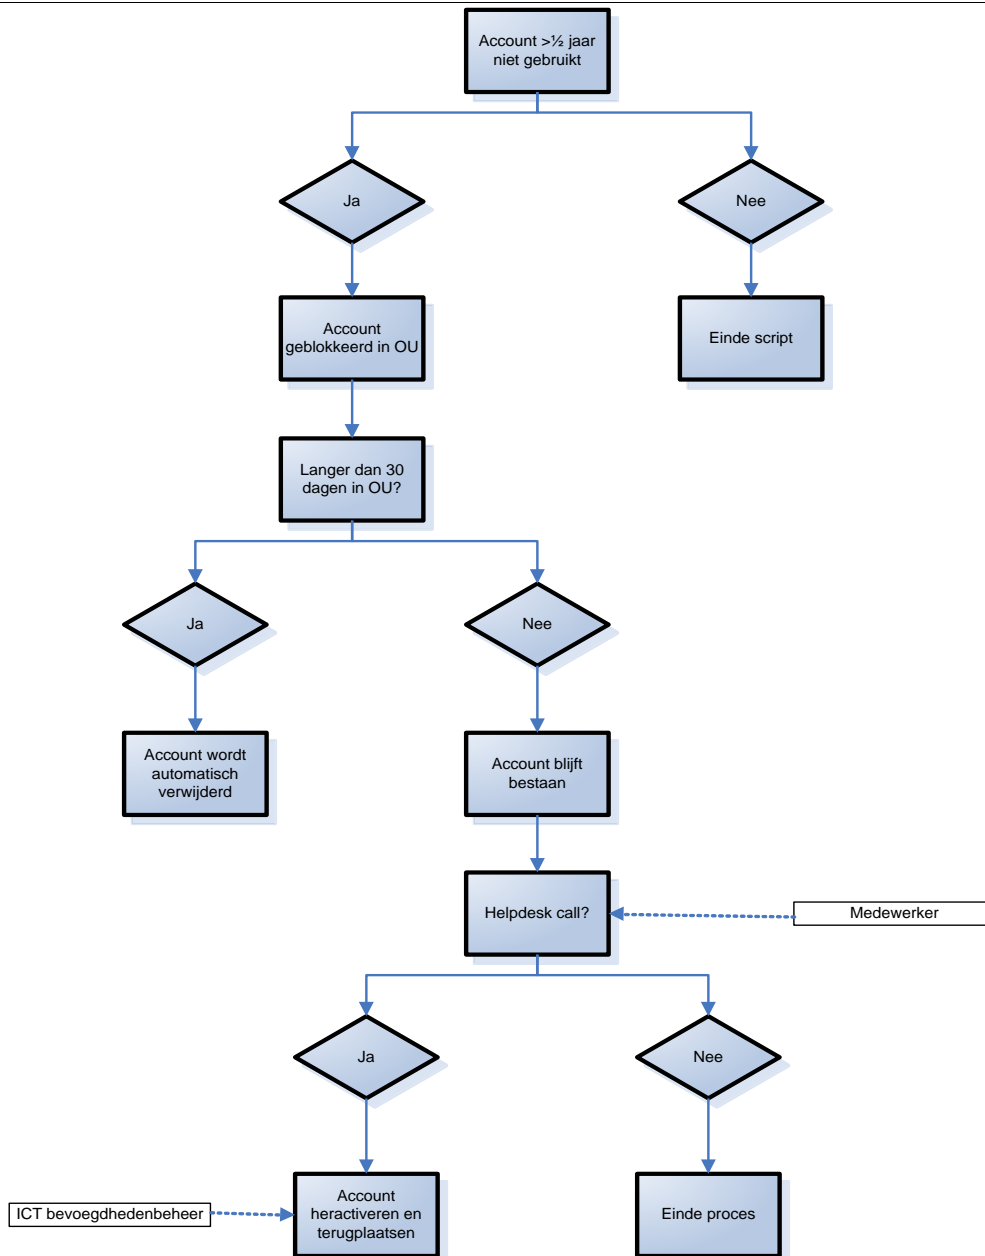 Account >½ jaar
niet gebruikt
Ja
Nee
Account
geblokkeerd in OU
Einde script
Langer dan 30
dagen in OU?
Ja
Nee
Account wordt
automatisch
verwijderd
Account blijft
bestaan
Helpdesk call?
Medewerker
Ja
Nee
ICT bevoegdhedenbeheer
Account
heractiveren en
terugplaatsen
Einde proces